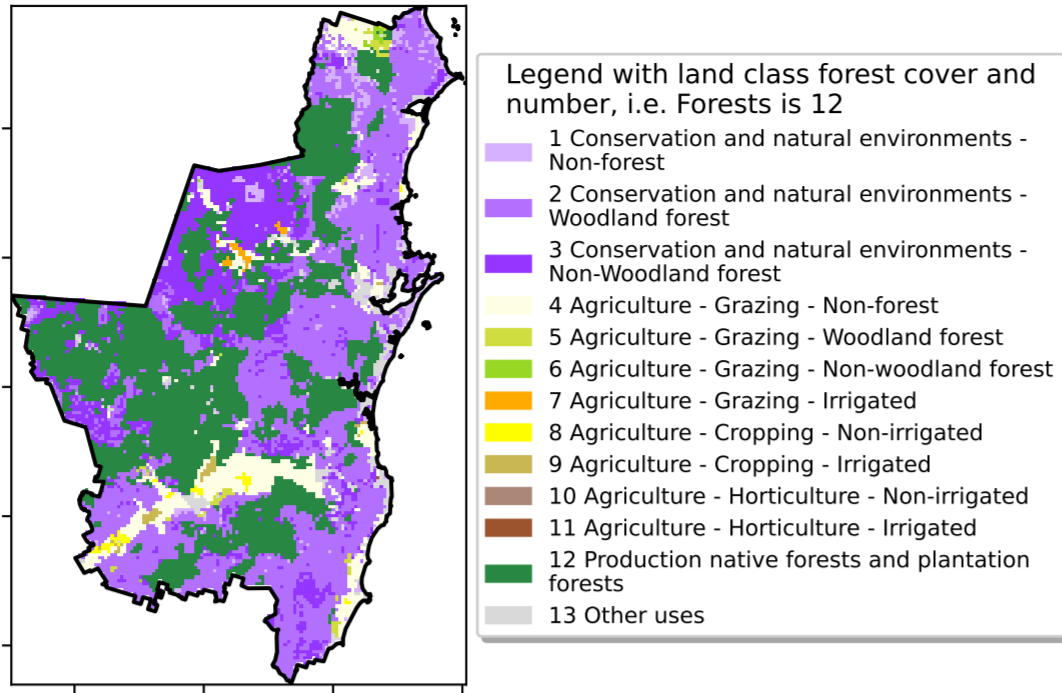 Legend with land class forest cover and
number, i.e. Forests is 12
1 Conservation and natural environments -
Non-forest
2 Conservation and natural environments -
Woodland forest
3 Conservation and natural environments -
Non-Woodland forest
4 Agriculture - Grazing - Non-forest
5 Agriculture - Grazing - Woodland forest
6 Agriculture - Grazing - Non-woodland forest
7 Agriculture - Grazing - Irrigated
8 Agriculture - Cropping - Non-irrigated
9 Agriculture - Cropping - Irrigated
10 Agriculture - Horticulture - Non-irrigated
11 Agriculture - Horticulture - Irrigated
12 Production native forests and plantation
forests
13 Other uses